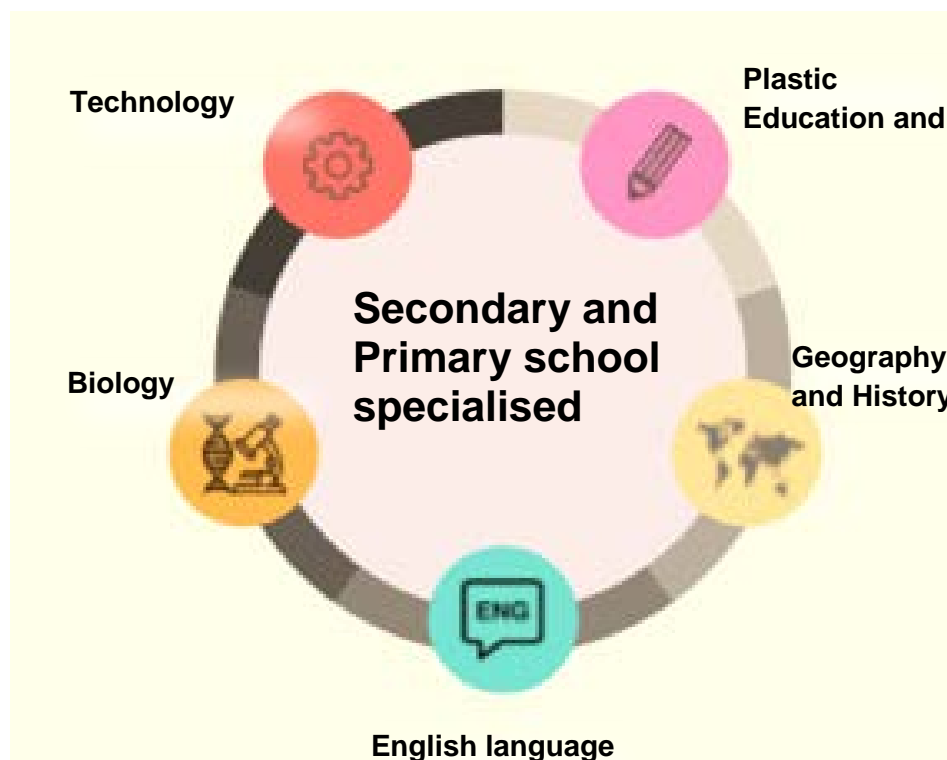 Technology
Plastic
Education and
Secondary and
Primary school
specialised
Biology
Geography
and History
ENG
English language